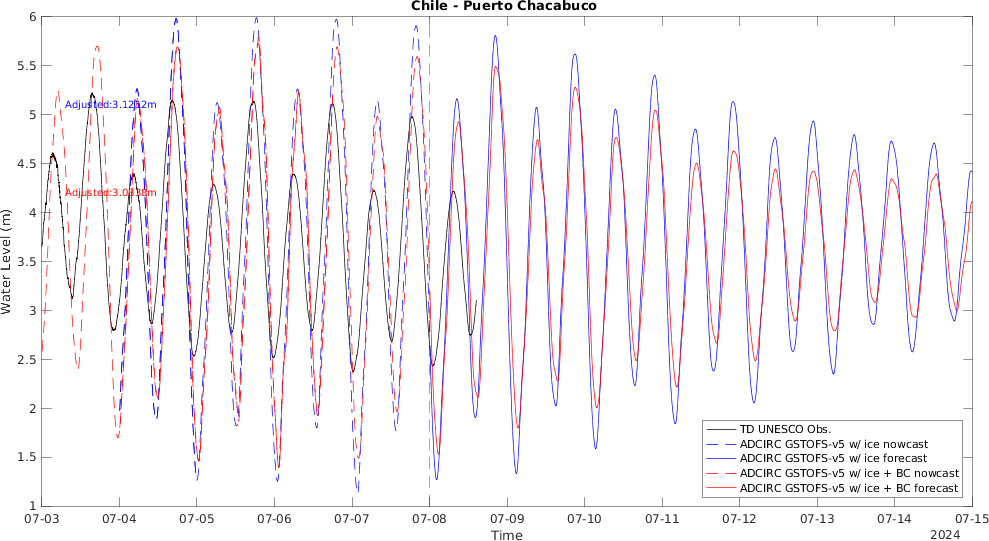 Chile - Puerto Chacabuco
Water Level (m)
6
5.5
5
4.5
4
3.5
3
2.5
2
1.5
1
Adjusted:3.1212m
Adjusted:3.0338m
TD UNESCO Obs.
ADCIRC GSTOFS-v5 w/ ice nowcast
ADCIRC GSTOFS-v5 w/ ice forecast
ADCIRC GSTOFS-v5 w/ ice + BC nowcast
ADCIRC GSTOFS-v5 w/ ice + BC forecast
07-03 07-04 07-05 07-06 07-07 07-08 07-09 07-10 07-11 07-12 07-13 07-14 07-15
Time
2024